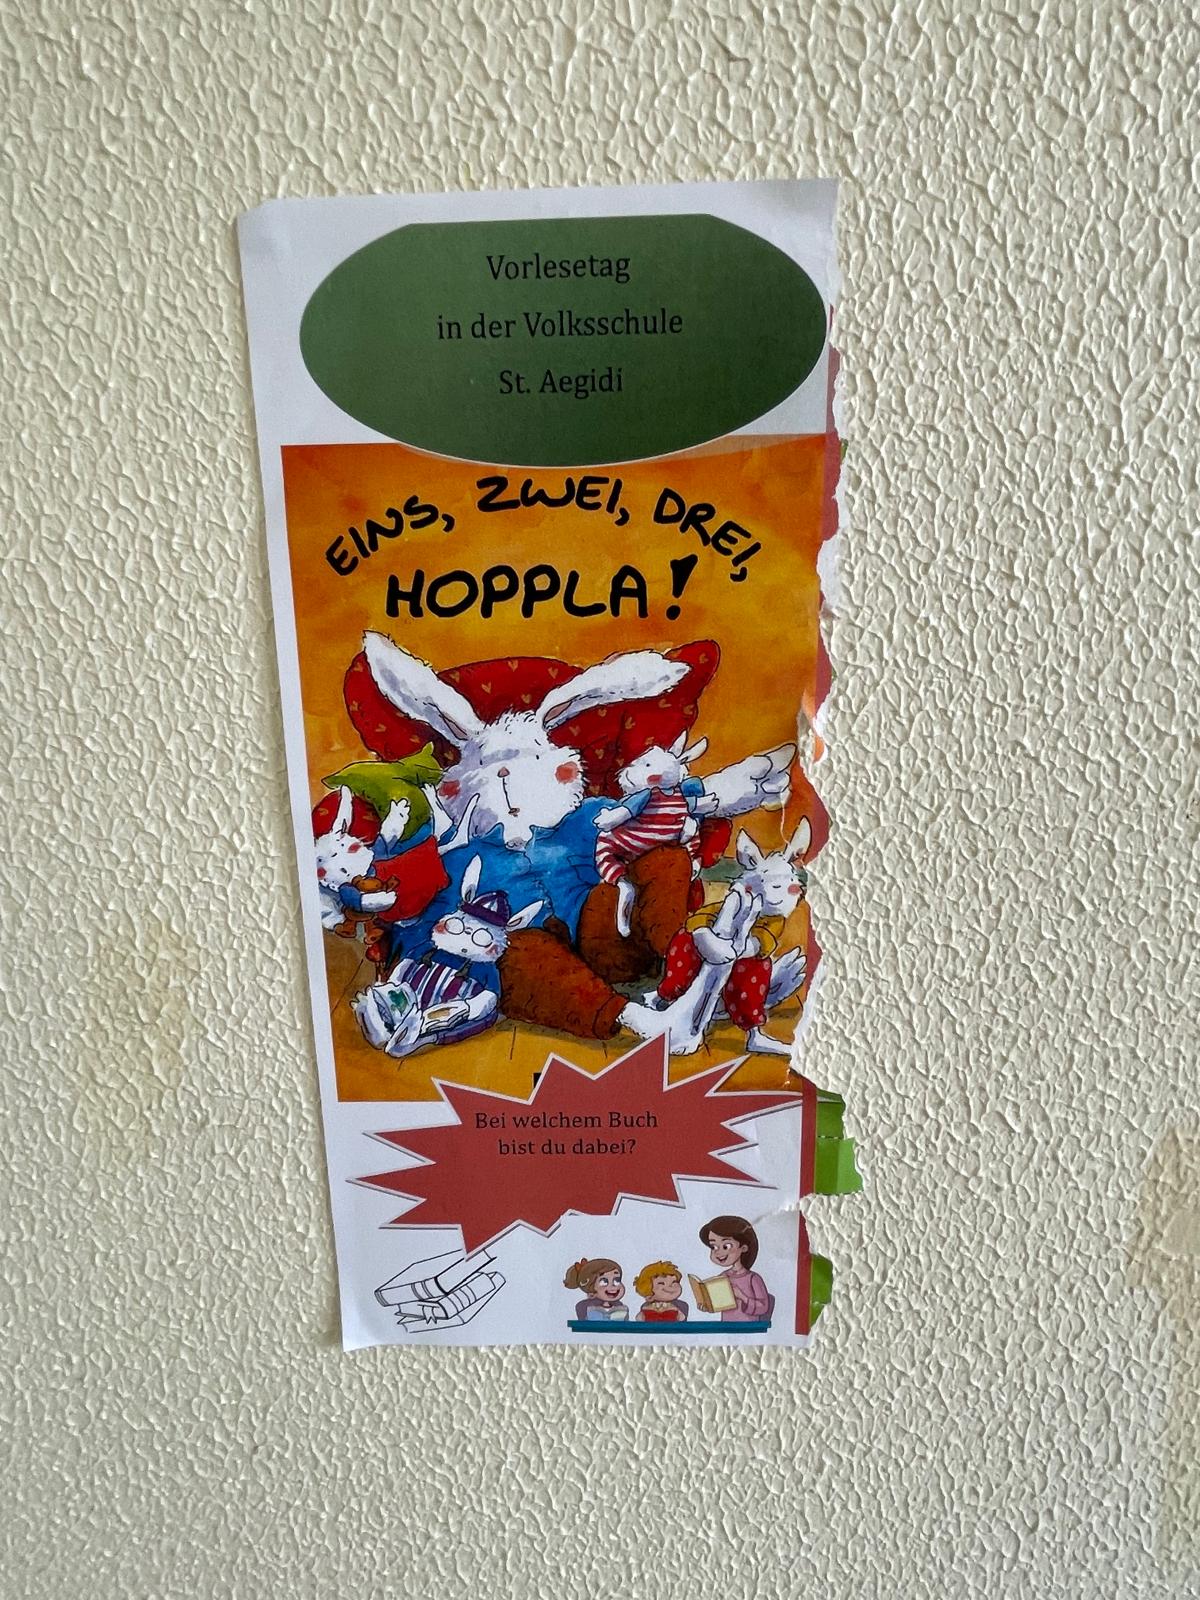 Vorlesetag
in der Volksschule
St. Aegidi
EINS, ZWEI, DREI,
HOPPLA!
Bei welchem Buch
bist du dabei?